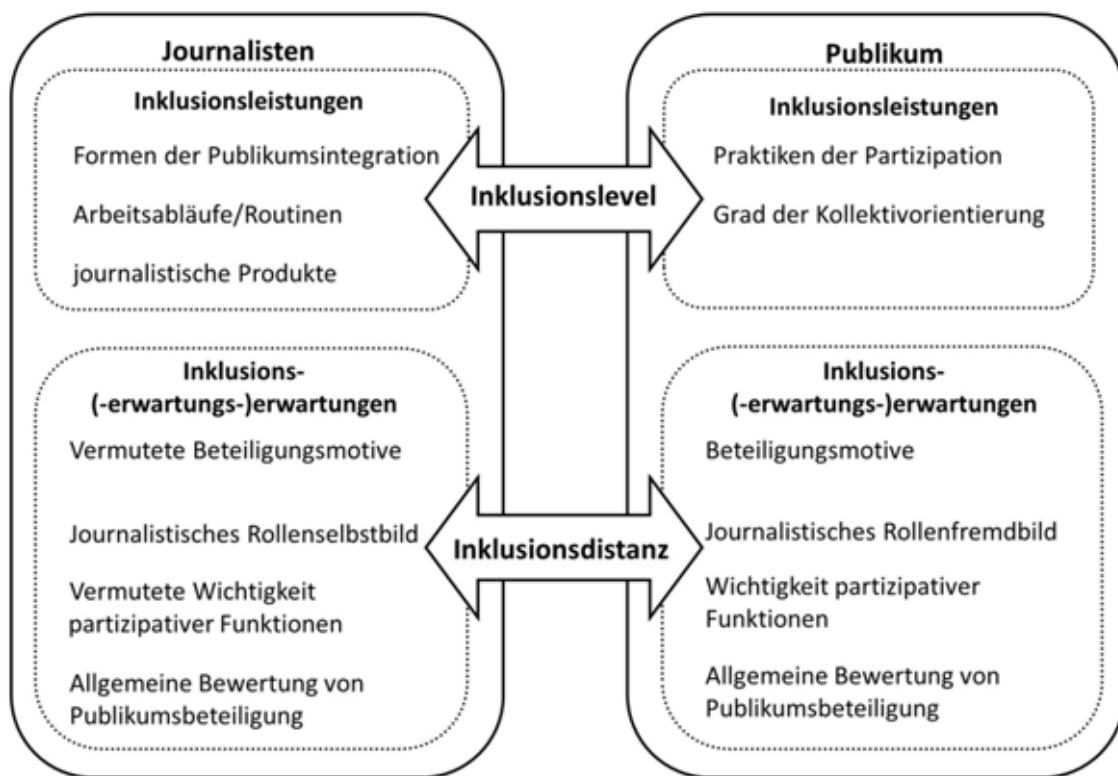 Journalisten
Inklusionsleistungen
Formen der Publikumsintegration
Arbeitsabläufe/Routinen
journalistische Produkte
Inklusions-
(-erwartungs-)erwartungen
Vermutete Beteiligungsmotive
Journalistisches Rollenselbstbild
Vermutete Wichtigkeit
partizipativer Funktionen
Allgemeine Bewertung von
Publikumsbeteiligung
Inklusionslevel
Inklusionsdistanz
Publikum
Inklusionsleistungen
Praktiken der Partizipation
Grad der Kollektivorientierung
Inklusions-
(-erwartungs-)erwartungen
Beteiligungsmotive
Journalistisches Rollenfremdbild
Wichtigkeit partizipativer
Funktionen
Allgemeine Bewertung von
Publikumsbeteiligung